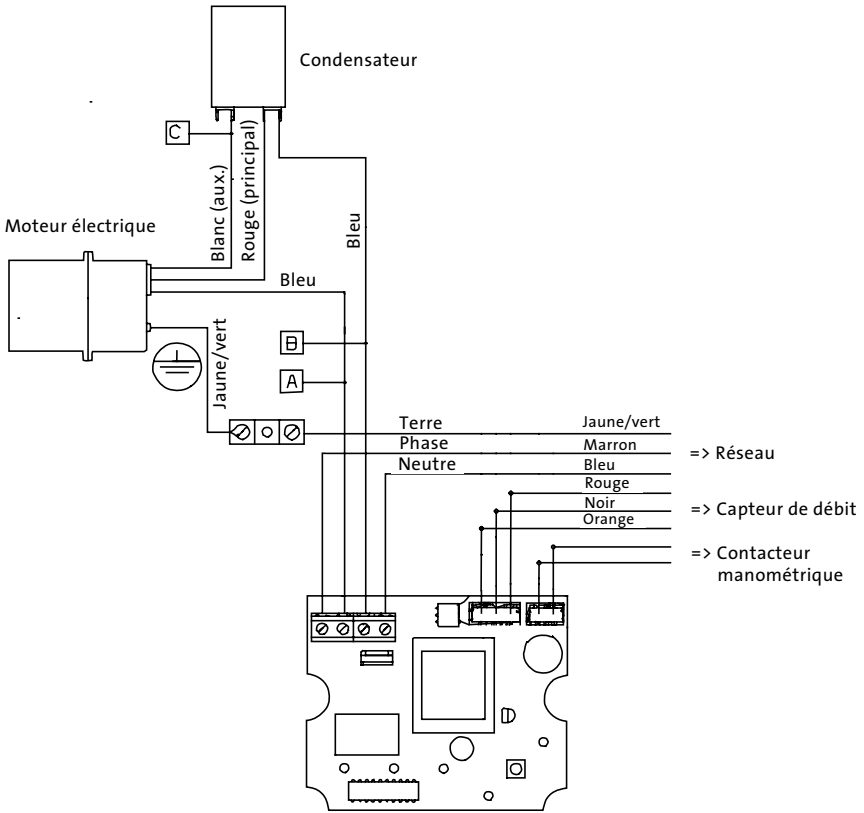 Condensateur
C
Blanc (aux.)
Rouge (principal)
Moteur électrique
Bleu
Bleu
Jaune/vert
B
A
Terre
Jaune/vert
Phase
Marron
=> Réseau
Neutre
Bleu
Rouge
Noir
=> Capteur de débit
Orange
=> Contacteur
manométrique